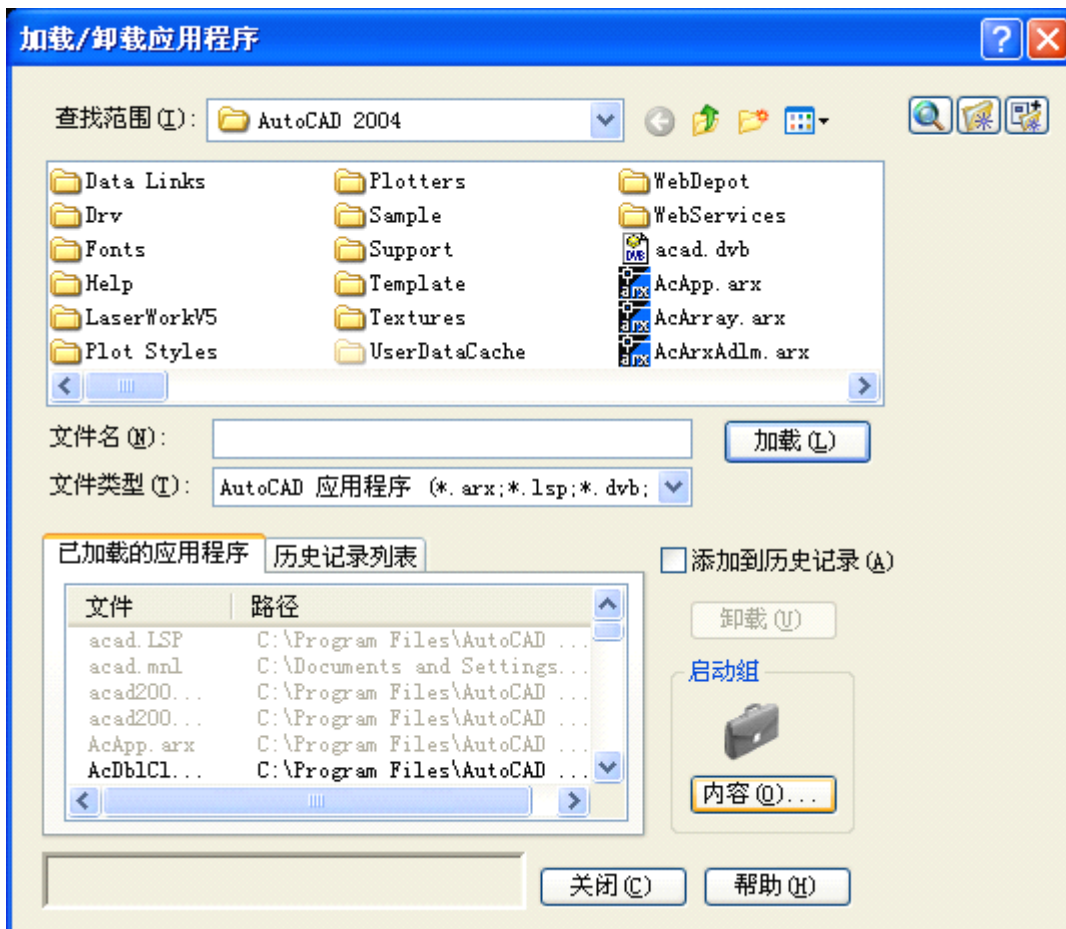 加载/卸载应用程序
查找范围(I): AutoCAD 2004
Data Links Plotters WebDepot
Drv Sample WebServices
Fonts Support acad.dvb
Help Template AcApp.arx
LaserWorkV5 Textures AcArray.arx
Plot Styles UserDataCache AcArxAdlm.arx
文件名(N): 加载(L)
文件类型(T): AutoCAD 应用程序 (*.arx;*.lsp;*.dvb;
已加载的应用程序 历史记录列表 添加到历史记录(A)
文件 路径
卸载(U)
acad.LSP C:\Program Files\AutoCAD ...
acad.mnl C:\Documents and Settings...
启动组
acad200... C:\Program Files\AutoCAD ...
acad200... C:\Program Files\AutoCAD ...
AcApp.arx C:\Program Files\AutoCAD ...
AcDblCl... C:\Program Files\AutoCAD ...
内容(O)...
关闭(C) 帮助(H)